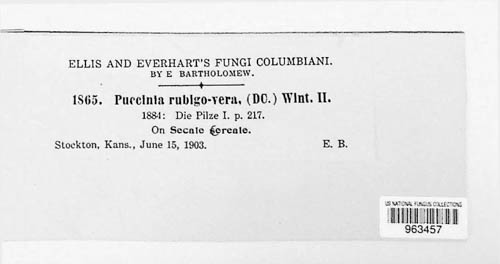 ELLIS AND EVERHART'S FUNGI COLUMBIANI.
BY E BARTHOLOMEW.
1865. Puccinia rubigo-vera, (DC.) Wint. II.
1884: Die Pilze I. p. 217.
On Secale cereale.
Stockton, Kans., June 15, 1903. E. B.
US NATIONAL FUNGUS COLLECTIONS
963457